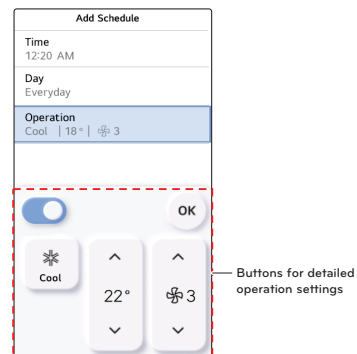 Add Schedule
Time
12:20 AM
Day
Everyday
Operation
Cool | 18° | 3
OK
Cool
22°
3
Buttons for detailed
operation settings